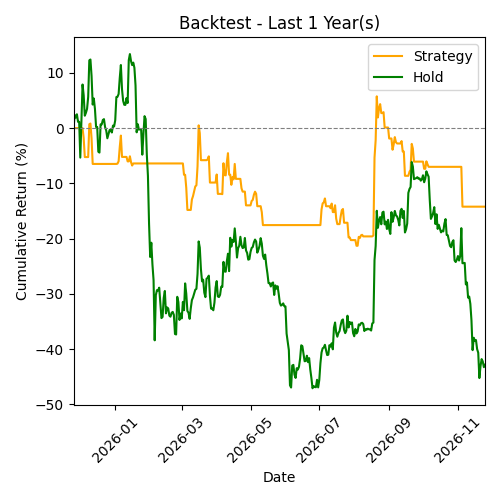 Backtest - Last 1 Year(s)
Strategy
Hold
Cumulative Return (%)
10
0
−10
−20
−30
−40
−50
2026-01
2026-03
2026-05
2026-07
2026-09
2026-11
Date